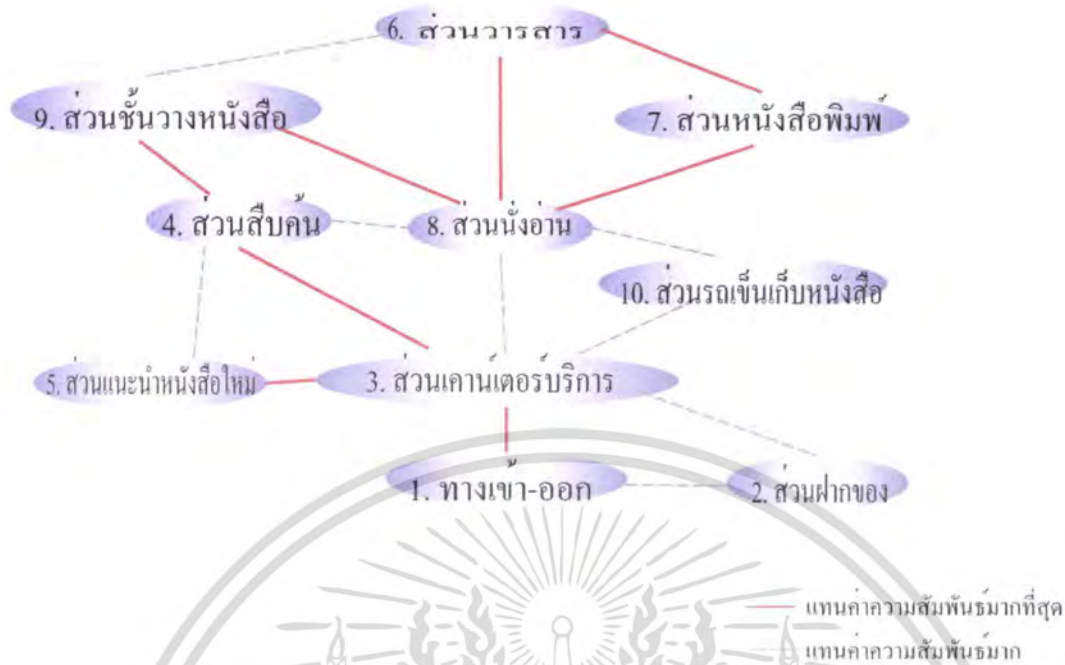 6. ส่วนวารสาร
9. ส่วนชั้นวางหนังสือ
7. ส่วนหนังสือพิมพ์
4. ส่วนสืบค้น
8. ส่วนนั่งอ่าน
10. ส่วนรถเข็นเก็บหนังสือ
5. ส่วนแนะนำหนังสือใหม่
3. ส่วนเคาน์เตอร์บริการ
1. ทางเข้า-ออก
2. ส่วนฝากของ
แทนค่าความสัมพันธ์มากที่สุด
แทนค่าความสัมพันธ์มาก